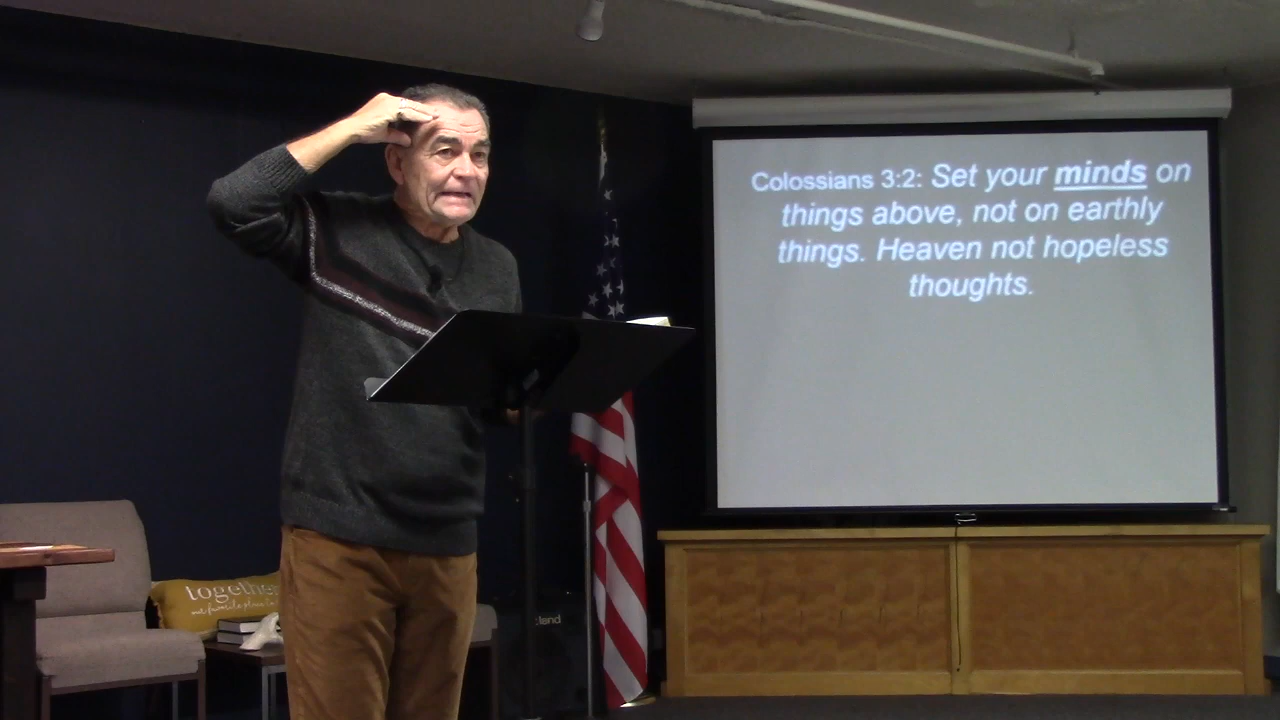 Colossians 3:2: Set your minds on
things above, not on earthly
things. Heaven not hopeless
thoughts.
together